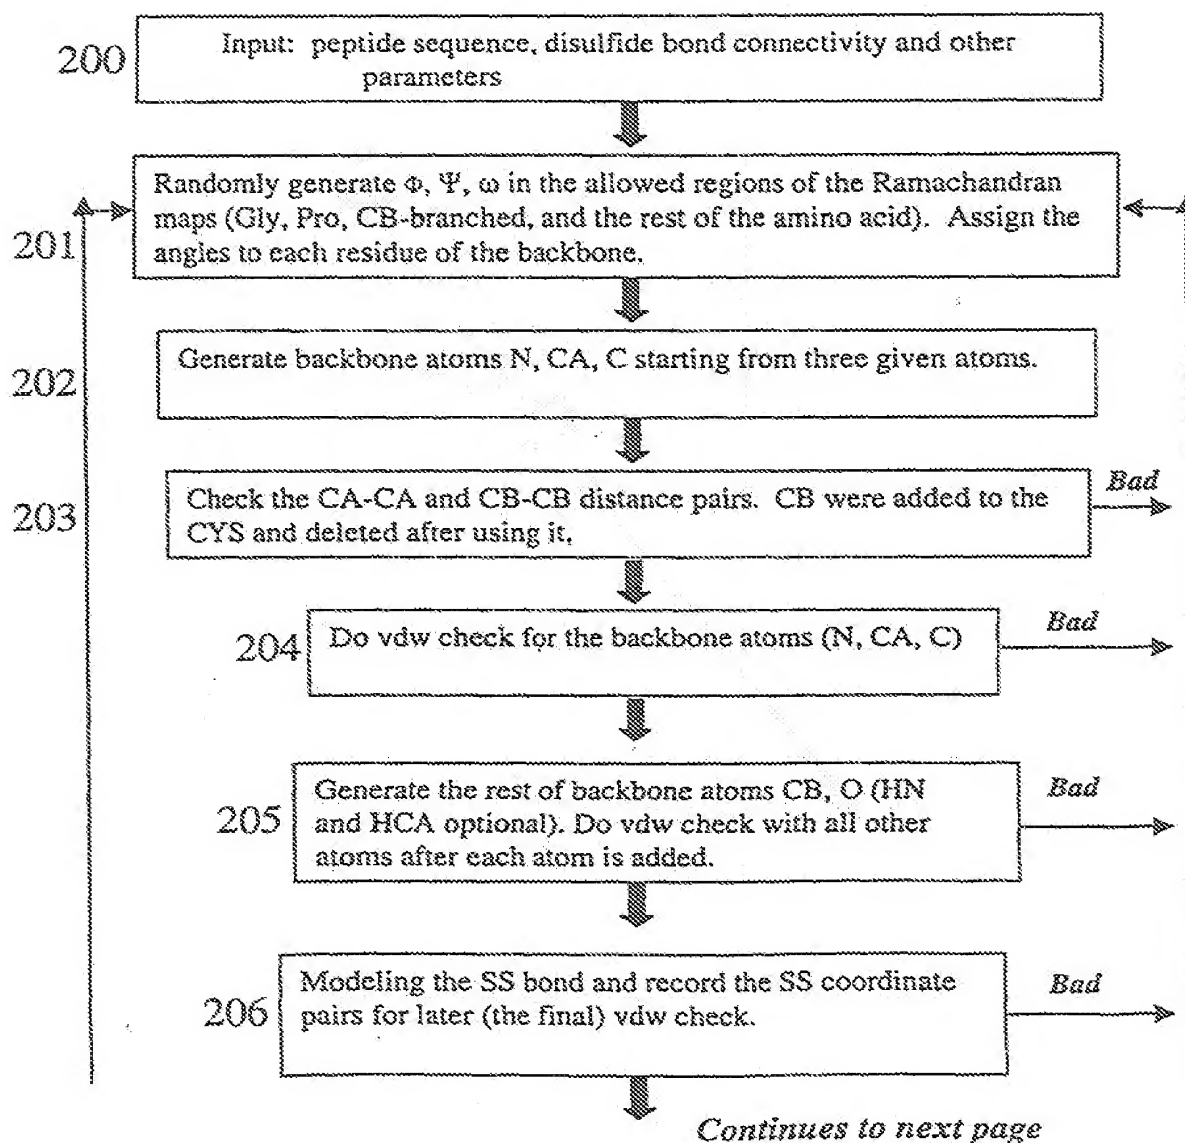 200
Input: peptide sequence, disulfide bond connectivity and other
parameters
201
Randomly generate Φ, Ψ, ω in the allowed regions of the Ramachandran
maps (Gly, Pro, CB-branched, and the rest of the amino acid). Assign the
angles to each residue of the backbone.
202
Generate backbone atoms N, CA, C starting from three given atoms.
203
Check the CA-CA and CB-CB distance pairs. CB were added to the
CYS and deleted after using it.
Bad
204
Do vdw check for the backbone atoms (N, CA, C)
Bad
205
Generate the rest of backbone atoms CB, O (HN
and HCA optional). Do vdw check with all other
atoms after each atom is added.
Bad
206
Modeling the SS bond and record the SS coordinate
pairs for later (the final) vdw check.
Bad
Continues to next page